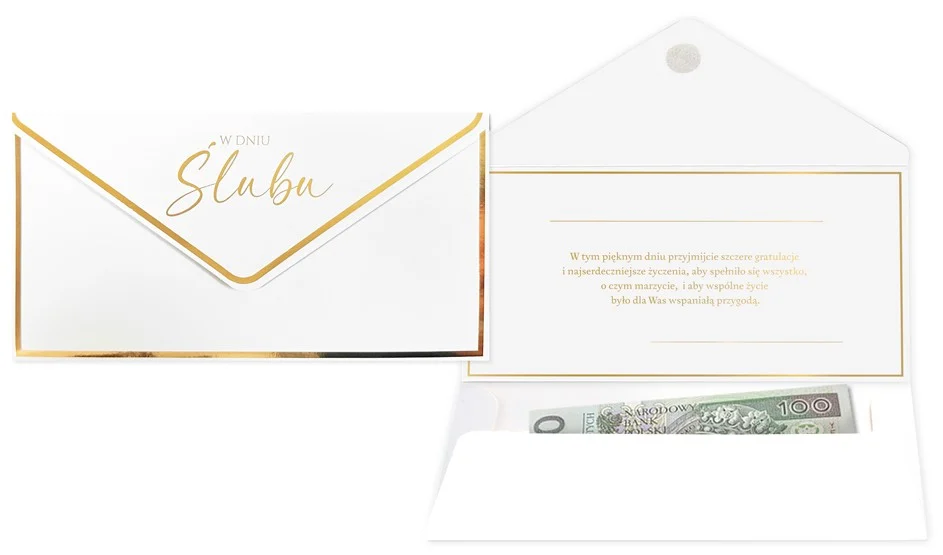 W DNIU
Ślubu
W tym pięknym dniu przyjmijcie szczere gratulacje
i najserdeczniejsze życzenia, aby spełniło się wszystko,
o czym marzycie, i aby wspólne życie
było dla Was wspaniałą przygodą.
NARODOWY
BANK
POLSKI
100